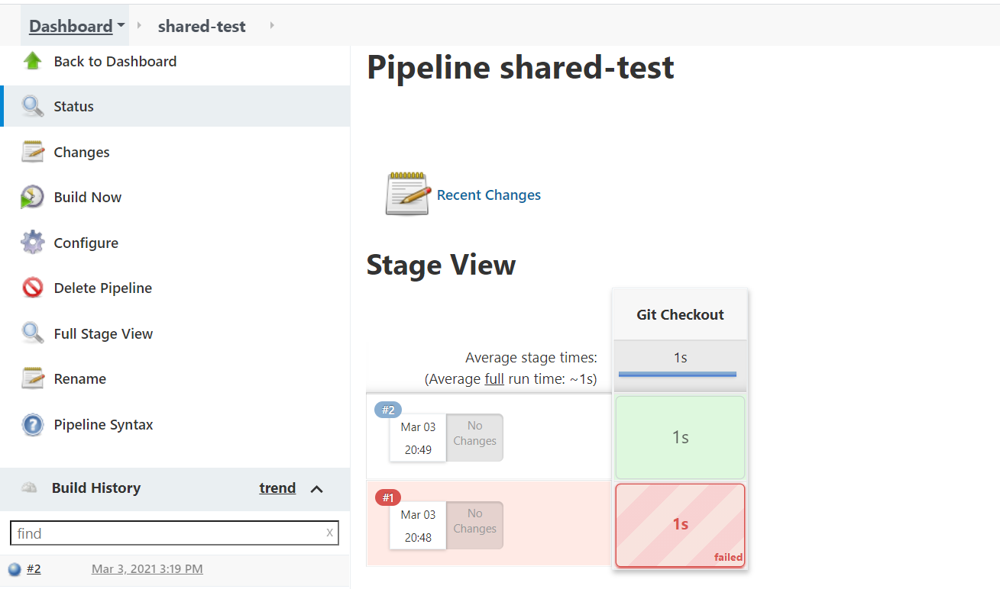 Dashboard
shared-test
Back to Dashboard
Status
Changes
Build Now
Configure
Delete Pipeline
Full Stage View
Rename
Pipeline Syntax
Build History
trend
find
X
#2
Mar 3, 2021 3:19 PM
Pipeline shared-test
Recent Changes
Stage View
Git Checkout
Average stage times:
1s
(Average full run time: ~1s)
#2
Mar 03
20:49
No
Changes
1s
#1
Mar 03
20:48
No
Changes
1s
failed